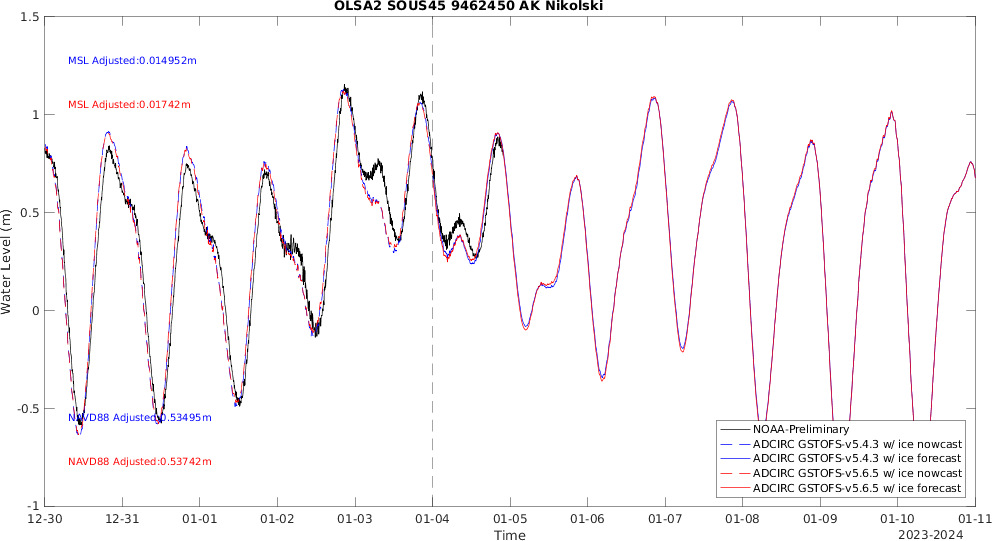 OLSA2 SOUS45 9462450 AK Nikolski
1.5
1
0.5
0
-0.5
-1
Water Level (m)
MSL Adjusted:0.014952m
MSL Adjusted:0.01742m
NAVD88 Adjusted:0.53495m
NAVD88 Adjusted:0.53742m
NOAA-Preliminary
ADCIRC GSTOFS-v5.4.3 w/ ice nowcast
ADCIRC GSTOFS-v5.4.3 w/ ice forecast
ADCIRC GSTOFS-v5.6.5 w/ ice nowcast
ADCIRC GSTOFS-v5.6.5 w/ ice forecast
12-30 12-31 01-01 01-02 01-03 01-04 01-05 01-06 01-07 01-08 01-09 01-10 01-11
Time
2023-2024